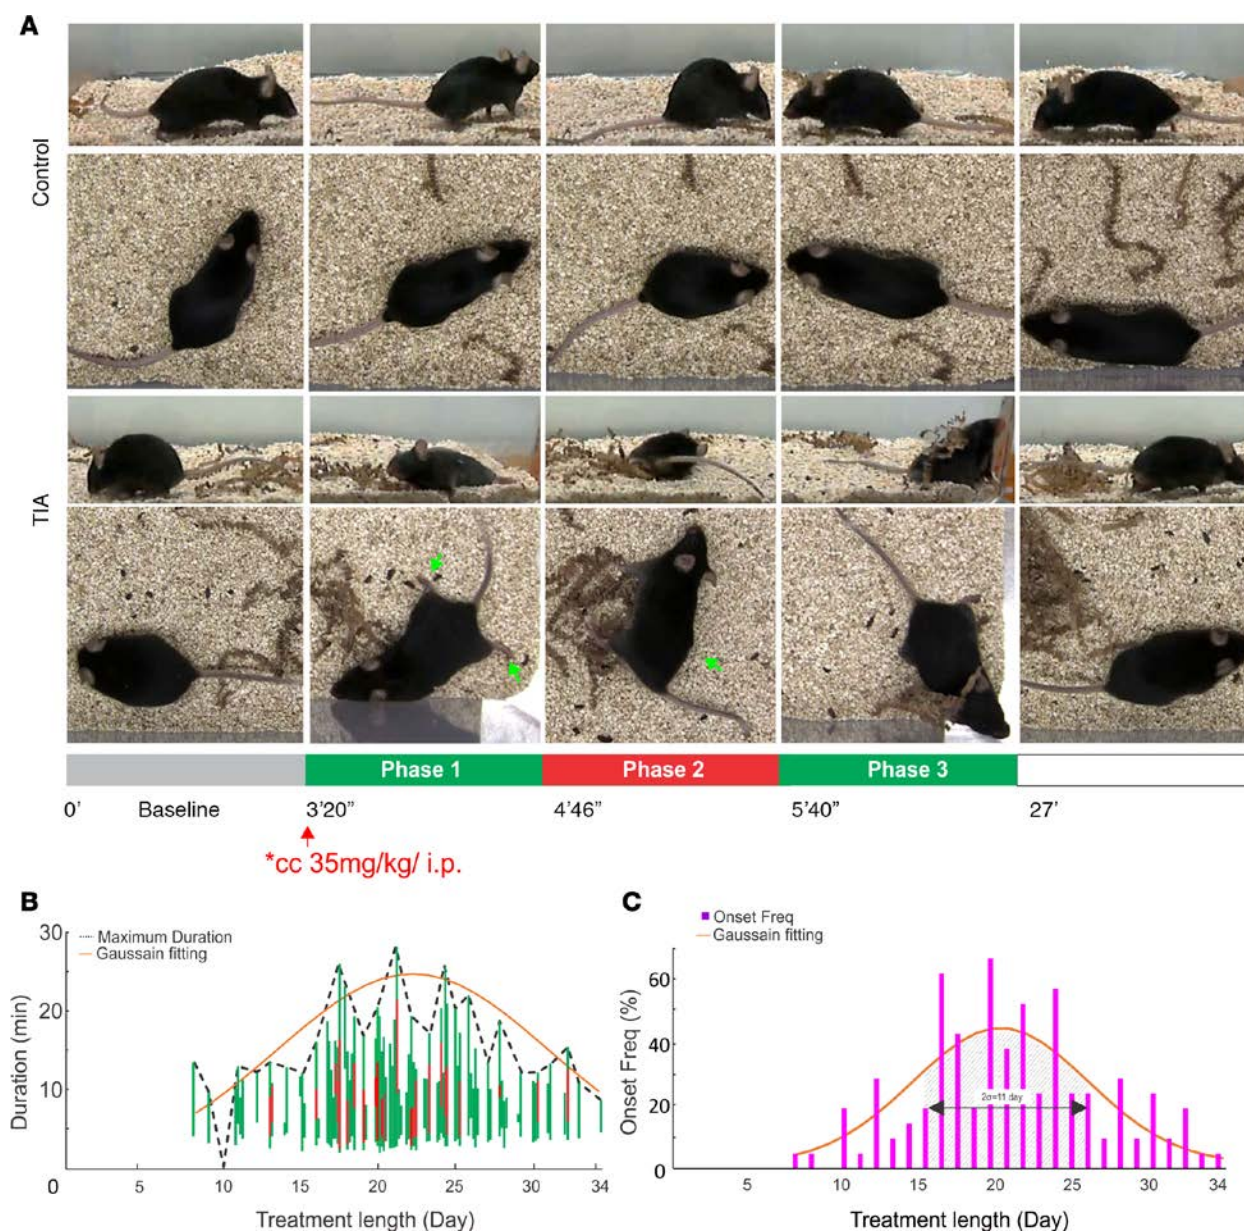 A
Control
TIA
Phase 1 Phase 2 Phase 3
0' Baseline 3'20” 4'46” 5'40” 27'
*cc 35mg/kg/ i.p.
B
Maximum Duration
Gaussain fitting
Duration (min)
30
20
10
0
5 10 15 20 25 30 34
Treatment length (Day)
C
Onset Freq
Gaussain fitting
Onset Freq (%)
60
40
20
0
2σ=11 day
5 10 15 20 25 30 34
Treatment length (Day)